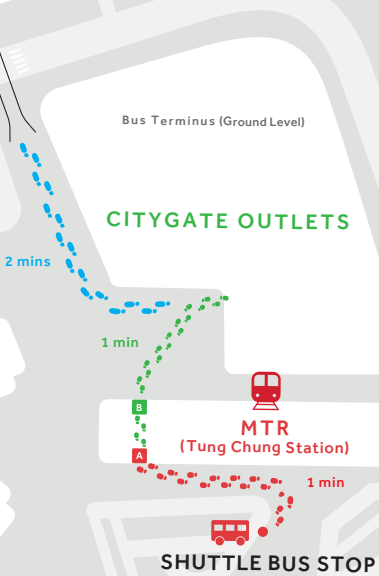 Bus Terminus (Ground Level)
CITYGATE OUTLETS
2 mins
1 min
B
MTR
(Tung Chung Station)
A
1 min
SHUTTLE BUS STOP